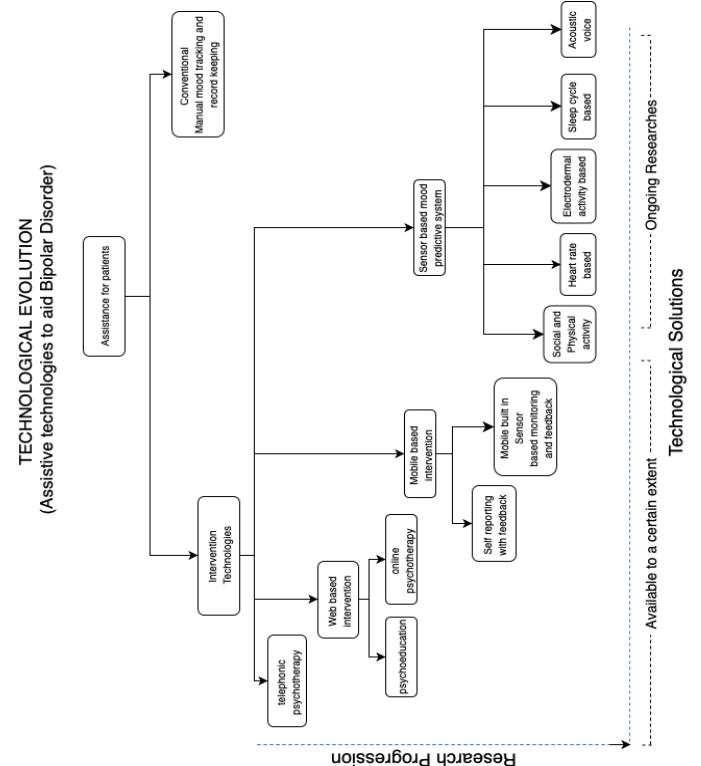 TECHNOLOGICAL EVOLUTION
(Assistive technologies to aid Bipolar Disorder)
Assistance for patients
Intervention
Technologies
Conventional
Manual mood tracking and
record keeping
telephonic
psychotherapy
Web based
intervention
psychoeducation
online
psychotherapy
Mobile based
intervention
Self reporting
with feedback
Mobile built in
Sensor
based monitoring
and feedback
Sensor based mood
predictive system
Social and
Physical
activity
Heart rate
based
Electrodermal
activity based
Sleep cycle
based
Acoustic
voice
Research Progression
Available to a certain extent
Ongoing Researches
Technological Solutions